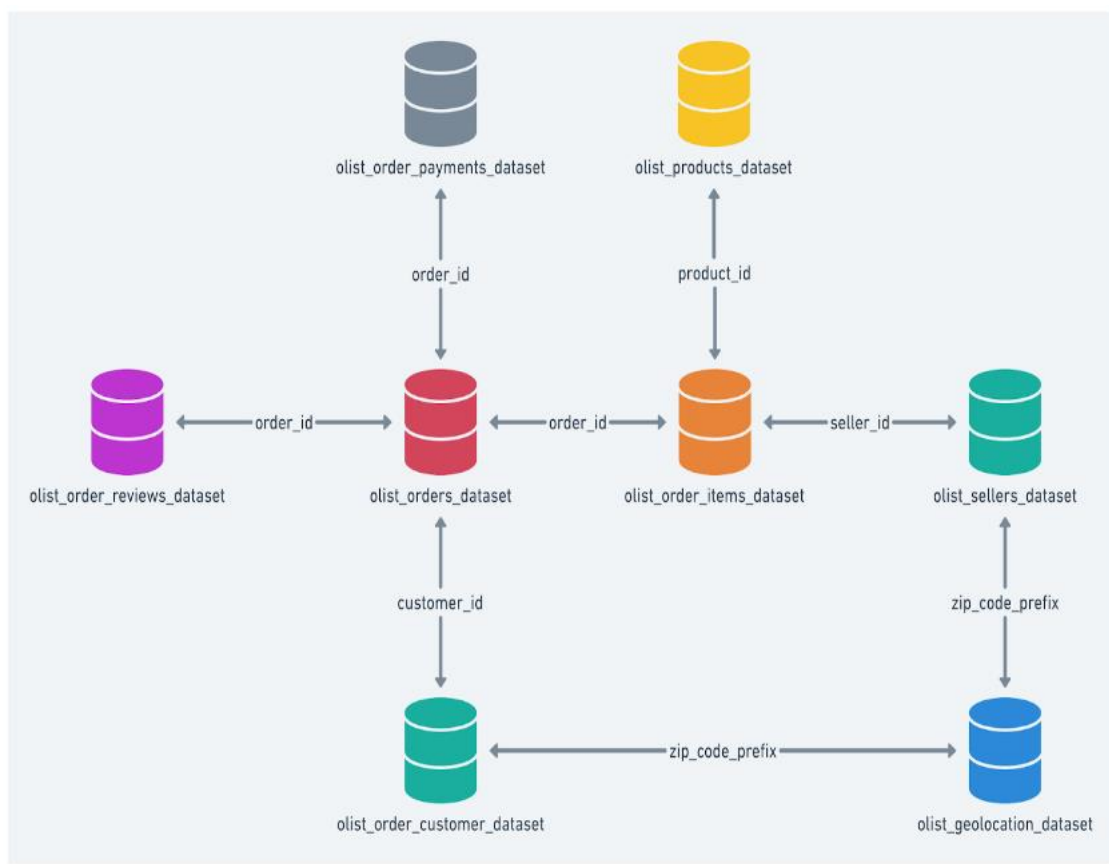 olist_order_payments_dataset
olist_products_dataset
order_id
product_id
order_id
order_id
seller_id
olist_order_reviews_dataset
olist_orders_dataset
olist_order_items_dataset
olist_sellers_dataset
customer_id
zip_code_prefix
zip_code_prefix
olist_order_customer_dataset
olist_geolocation_dataset